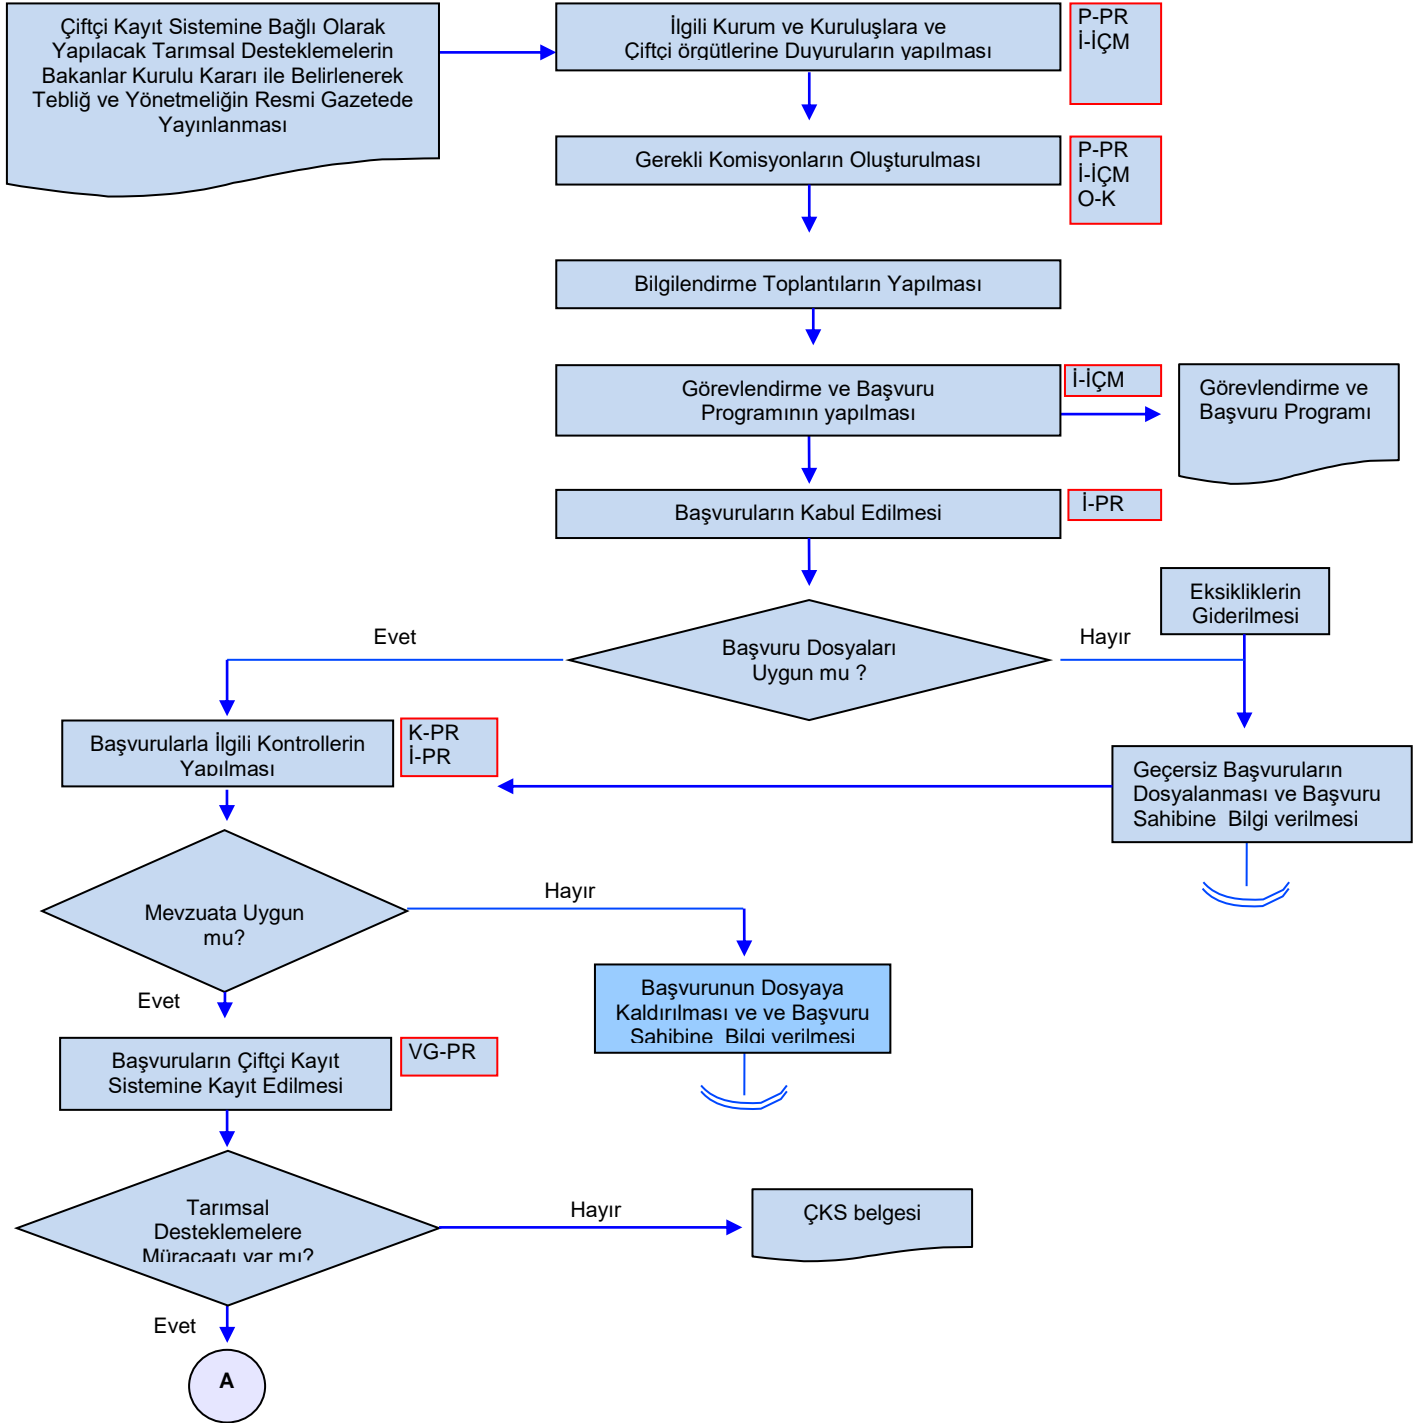 Çiftçi Kayıt Sistemine Bağlı Olarak
Yapılacak Tarımsal Desteklemelerin
Bakanlar Kurulu Kararı ile Belirlenerek
Tebliğ ve Yönetmeliğin Resmi Gazetede
Yayınlanması
İlgili Kurum ve Kuruluşlara ve
Çiftçi örgütlerine Duyuruların yapılması
P-PR
İ-İÇM
Gerekli Komisyonların Oluşturulması
P-PR
İ-İÇM
O-K
Bilgilendirme Toplantıların Yapılması
Görevlendirme ve Başvuru
Programının yapılması
İ-İÇM
Görevlendirme ve
Başvuru Programı
Başvuruların Kabul Edilmesi
İ-PR
Eksikliklerin
Giderilmesi
Evet
Başvuru Dosyaları
Uygun mu ?
Hayır
Başvurularla İlgili Kontrollerin
Yapılması
K-PR
İ-PR
Geçersiz Başvuruların
Dosyalanması ve Başvuru
Sahibine Bilgi verilmesi
Mevzuata Uygun
mu?
Hayır
Evet
Başvurunun Dosyaya
Kaldırılması ve ve Başvuru
Sahibine Bilgi verilmesi
Başvuruların Çiftçi Kayıt
Sistemine Kayıt Edilmesi
VG-PR
Tarımsal
Desteklemelere
Müracaatı var mı?
Hayır
ÇKS belgesi
Evet
A